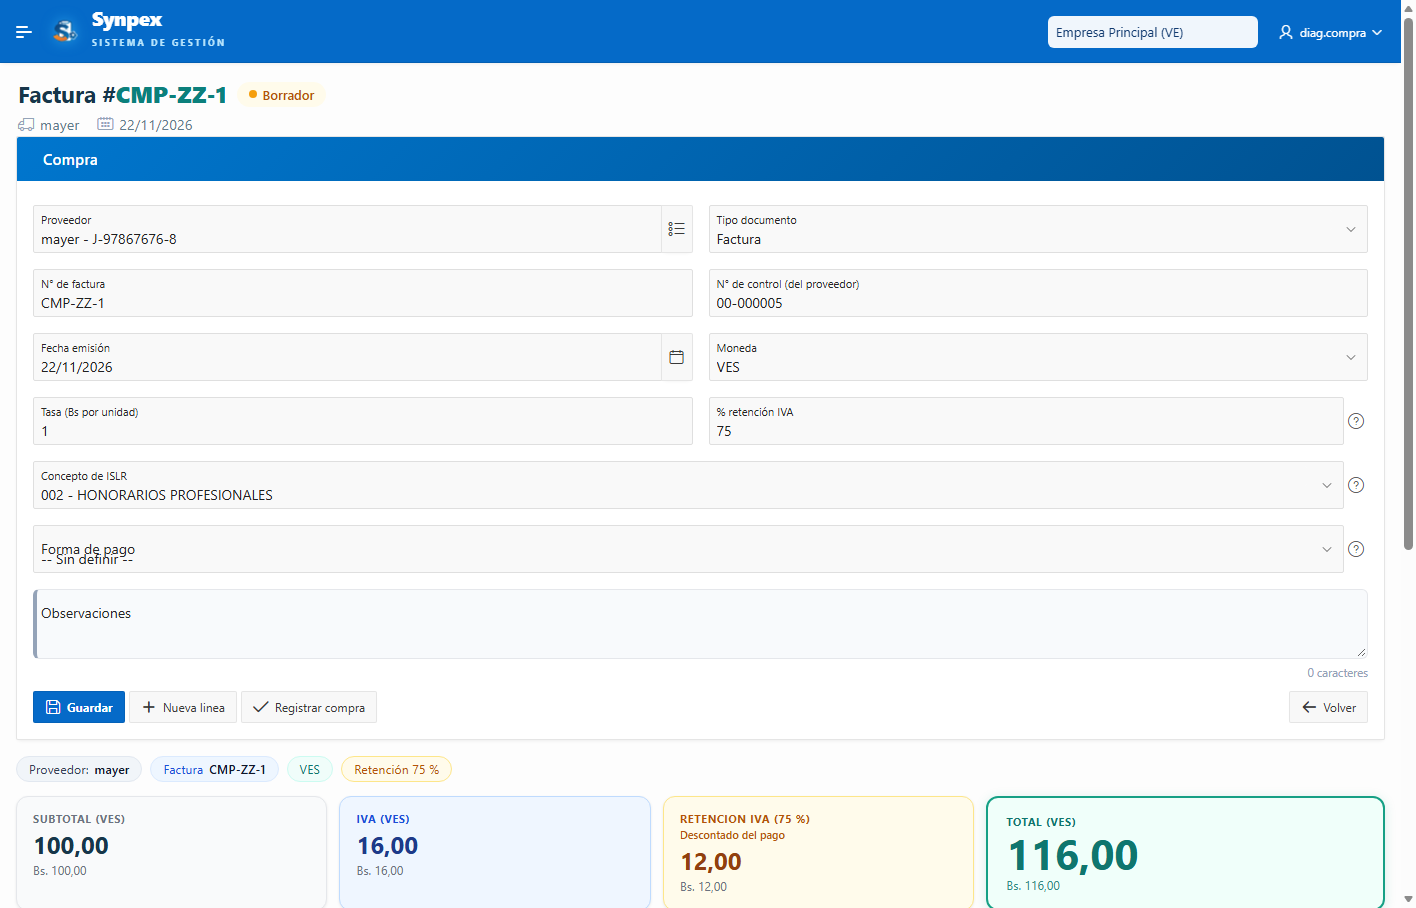 Synpex
SISTEMA DE GESTIÓN
Empresa Principal (VE)
diag.compra
Factura #CMP-ZZ-1
Borrador
mayer
22/11/2026
Compra
Proveedor
mayer - J-97867676-8
Tipo documento
Factura
N° de factura
CMP-ZZ-1
N° de control (del proveedor)
00-000005
Fecha emisión
22/11/2026
Moneda
VES
Tasa (Bs por unidad)
1
% retención IVA
75
Concepto de ISLR
002 - HONORARIOS PROFESIONALES
Forma de pago
-- Sin definir --
Observaciones
0 caracteres
Guardar
Nueva linea
Registrar compra
Volver
Proveedor: mayer
Factura CMP-ZZ-1
VES
Retención 75 %
SUBTOTAL (VES)
100,00
Bs. 100,00
IVA (VES)
16,00
Bs. 16,00
RETENCION IVA (75 %)
Descontado del pago
12,00
Bs. 12,00
TOTAL (VES)
116,00
Bs. 116,00